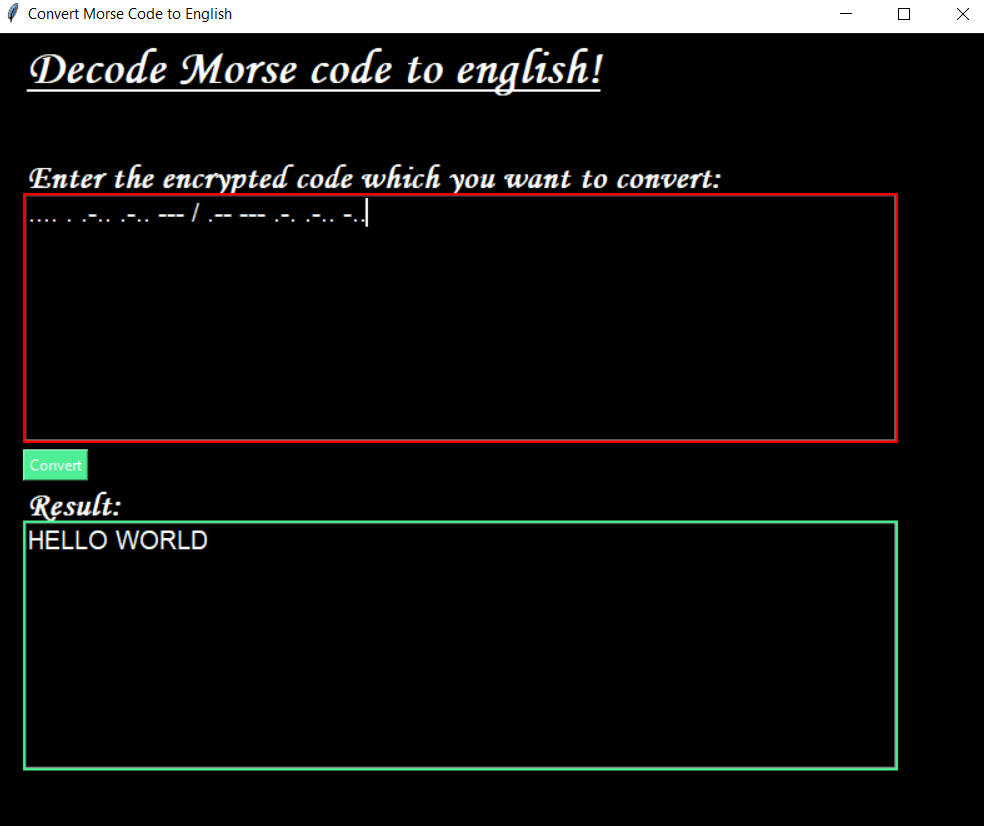 Convert Morse Code to English
Decode Morse code to english!
Enter the encrypted code which you want to convert:
.... . .-.. .-.. --- / .-- --- .-. .-.. -..
Convert
Result:
HELLO WORLD